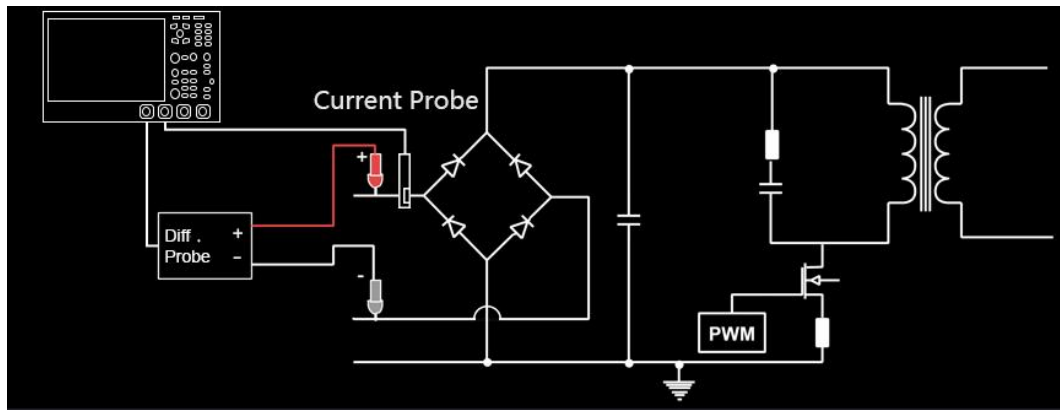 Current Probe
+
Diff . +
Probe -
-
PWM